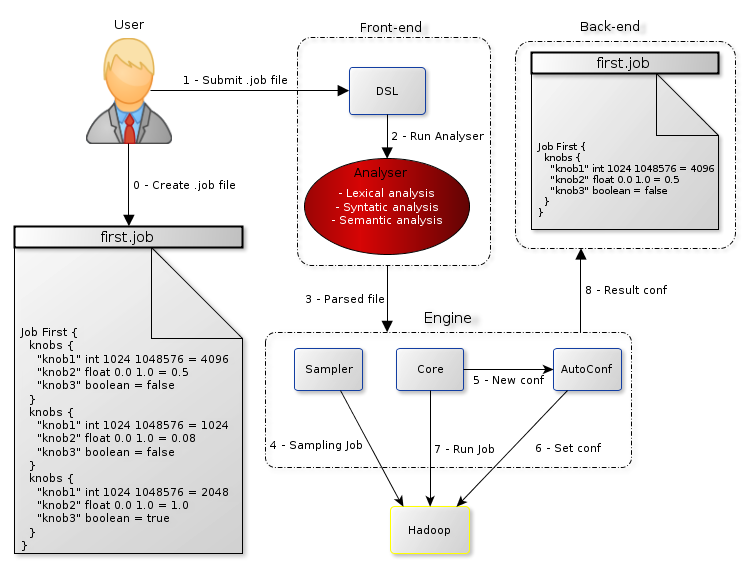 User
Front-end
Back-end
1 - Submit .job file
DSL
2 - Run Analyser
Analyser
- Lexical analysis
- Syntatic analysis
- Semantic analysis
0 - Create .job file
first.job
Job First {
knobs {
"knob1" int 1024 1048576 = 4096
"knob2" float 0.0 1.0 = 0.5
"knob3" boolean = false
}
}
first.job
Job First {
knobs {
"knob1" int 1024 1048576 = 4096
"knob2" float 0.0 1.0 = 0.5
"knob3" boolean = false
}
knobs {
"knob1" int 1024 1048576 = 1024
"knob2" float 0.0 1.0 = 0.08
"knob3" boolean = false
}
knobs {
"knob1" int 1024 1048576 = 2048
"knob2" float 0.0 1.0 = 1.0
"knob3" boolean = true
}
}
3 - Parsed file
8 - Result conf
Engine
Sampler
Core
5 - New conf
AutoConf
4 - Sampling Job
7 - Run Job
6 - Set conf
Hadoop